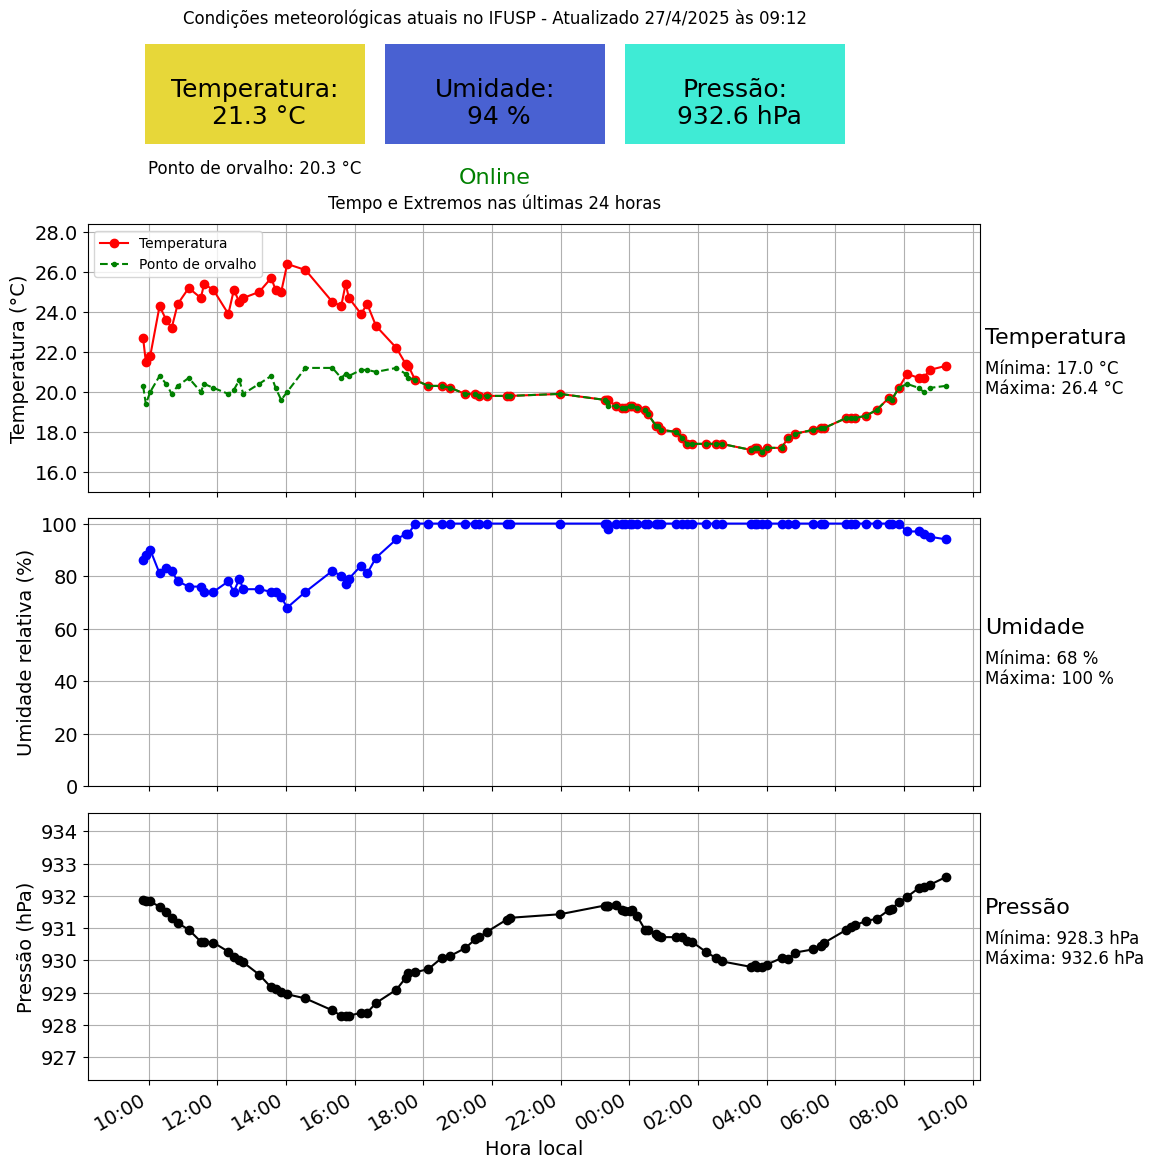 Condições meteorológicas atuais no IFUSP - Atualizado 27/4/2025 às 09:12
Temperatura:
21.3 °C
Umidade:
94 %
Pressão:
932.6 hPa
Ponto de orvalho: 20.3 °C
Online
Tempo e Extremos nas últimas 24 horas
Temperatura (°C)
28.0
26.0
24.0
22.0
20.0
18.0
16.0
Temperatura
Ponto de orvalho
Temperatura
Mínima: 17.0 °C
Máxima: 26.4 °C
Umidade relativa (%)
100
80
60
40
20
0
Umidade
Mínima: 68 %
Máxima: 100 %
Pressão (hPa)
934
933
932
931
930
929
928
927
Pressão
Mínima: 928.3 hPa
Máxima: 932.6 hPa
10:00 12:00 14:00 16:00 18:00 20:00 22:00 00:00 02:00 04:00 06:00 08:00 10:00
Hora local